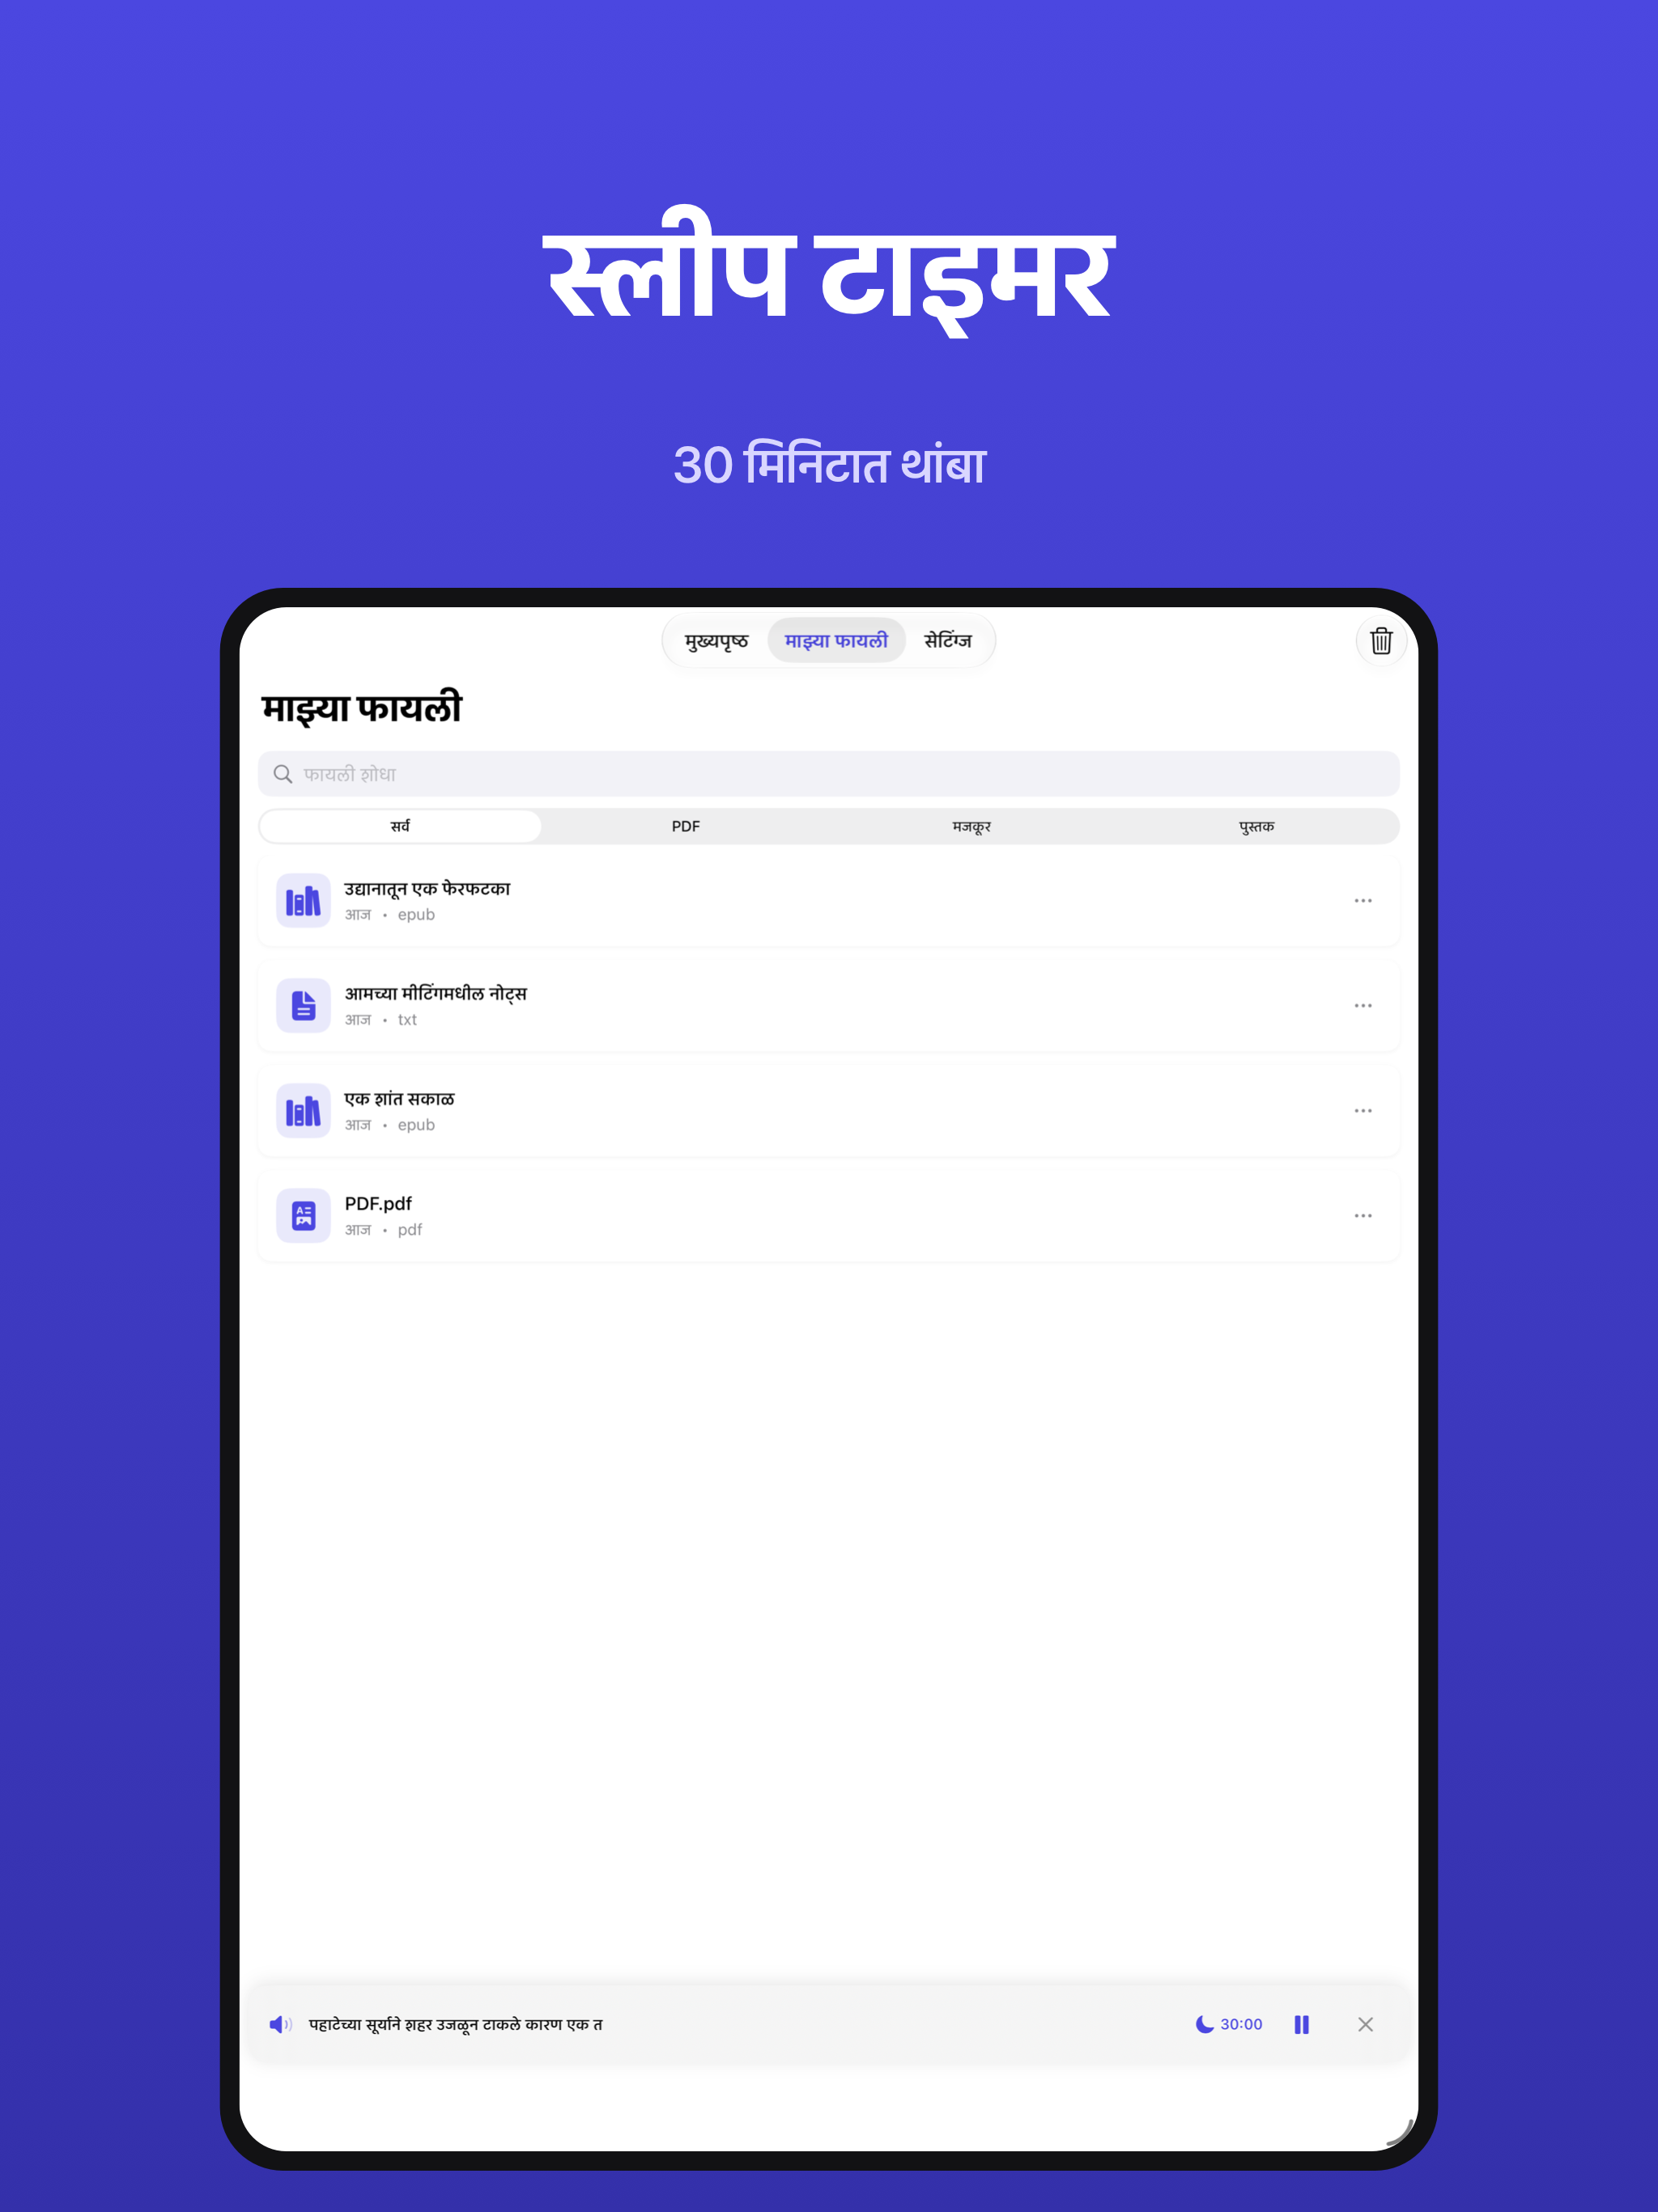 स्लीप टाइमर
30 मिनिटात थांबा
मुख्यपृष्ठ माझ्या फायली सेटिंग्ज
माझ्या फायली
फायली शोधा
सर्व PDF मजकूर पुस्तक
उद्यानातून एक फेरफटका
आज • epub
आमच्या मीटिंगमधील नोट्स
आज • txt
एक शांत सकाळ
आज • epub
PDF.pdf
आज • pdf
पहाटेच्या सूर्याने शहर उजळून टाकले कारण एक त 30:00